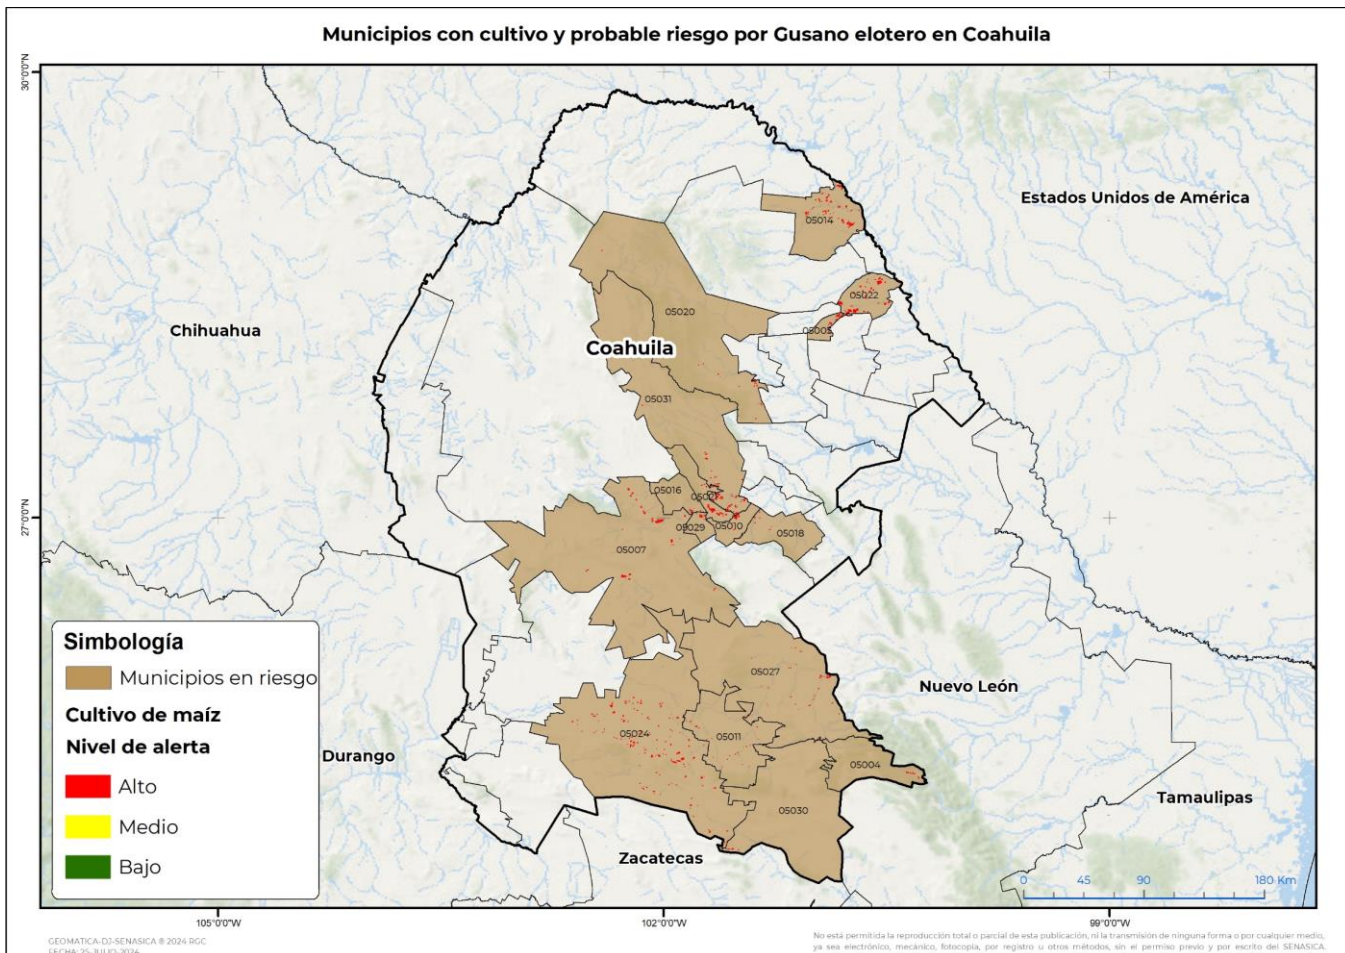 Municipios con cultivo y probable riesgo por Gusano elotero en Coahuila
30°0'0"N
Estados Unidos de América
05014
05022
05020
05005
Chihuahua
Coahuila
05031
05016
27°0'0"N
05029
05010
05018
05007
Simbología
Municipios en riesgo
Cultivo de maíz
Nivel de alerta
Alto
Medio
Bajo
05027
Nuevo León
05024
05011
Durango
05004
Tamaulipas
05030
Zacatecas
0 45 90 180 Km
105°0'0"W
102°0'0"W
99°0'0"W
GEOMATICA-DJ-SENASICA ® 2024 RGC
FECHA: 25-JULIO-2024
No está permitida la reproducción total o parcial de esta publicación, ni la transmisión de ninguna forma o por cualquier medio,
ya sea electrónico, mecánico, fotocopia, por registro u otros métodos, sin el permiso previo y por escrito del SENASICA.